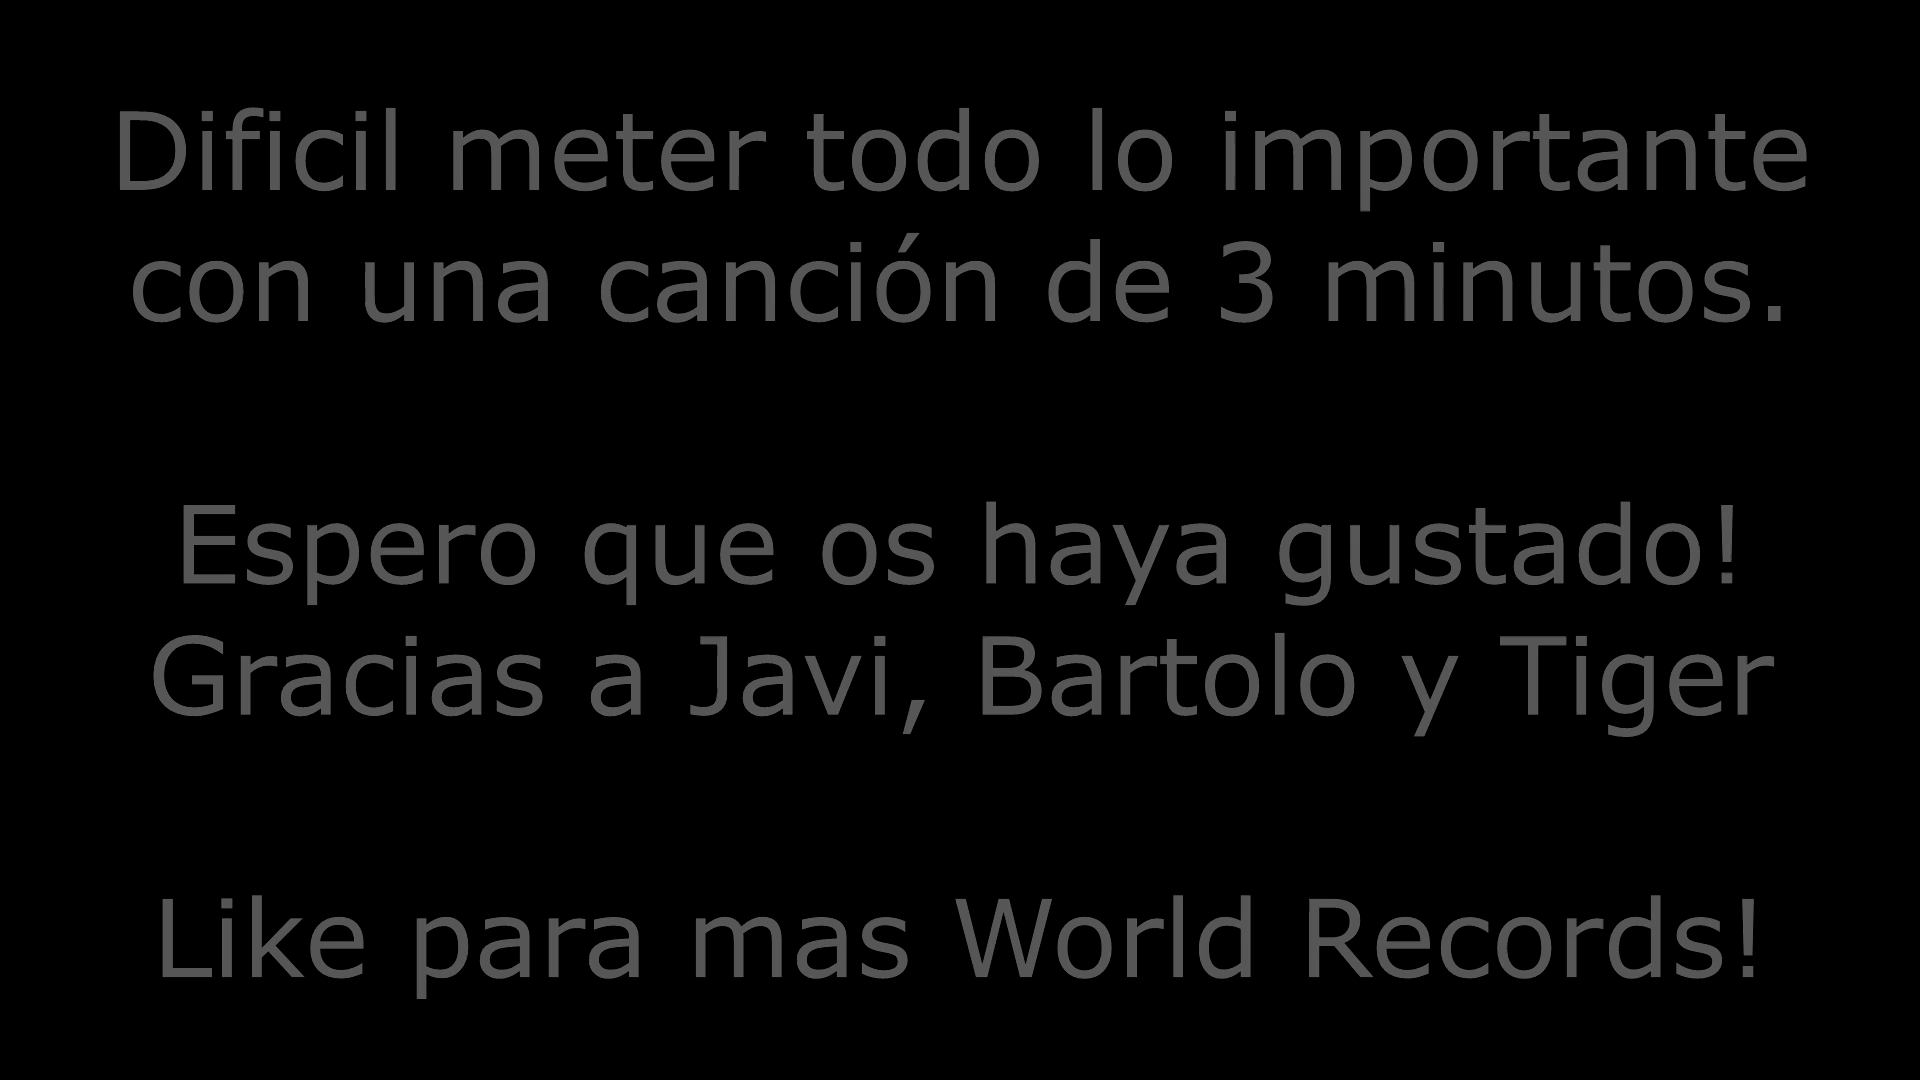 Dificil meter todo lo importante
con una canción de 3 minutos.
Espero que os haya gustado!
Gracias a Javi, Bartolo y Tiger
Like para mas World Records!